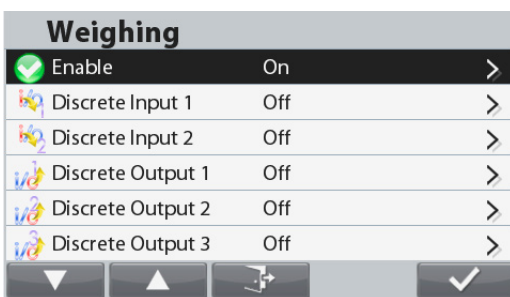 Weighing
Enable On
Discrete Input 1 Off
Discrete Input 2 Off
Discrete Output 1 Off
Discrete Output 2 Off
Discrete Output 3 Off